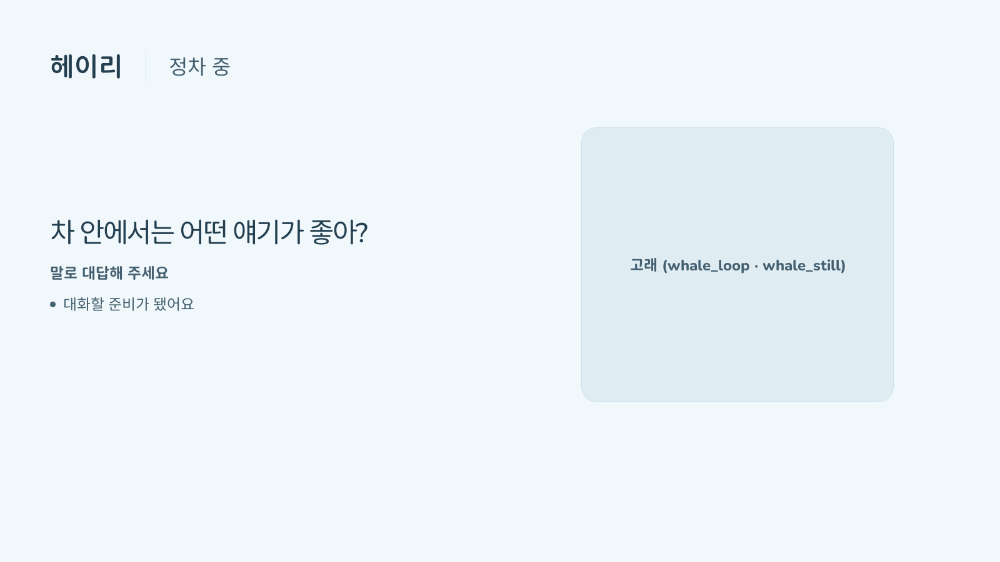 헤이리
정차 중
차 안에서는 어떤 얘기가 좋아?
말로 대답해 주세요
대화할 준비가 됐어요
고래 (whale_loop · whale_still)